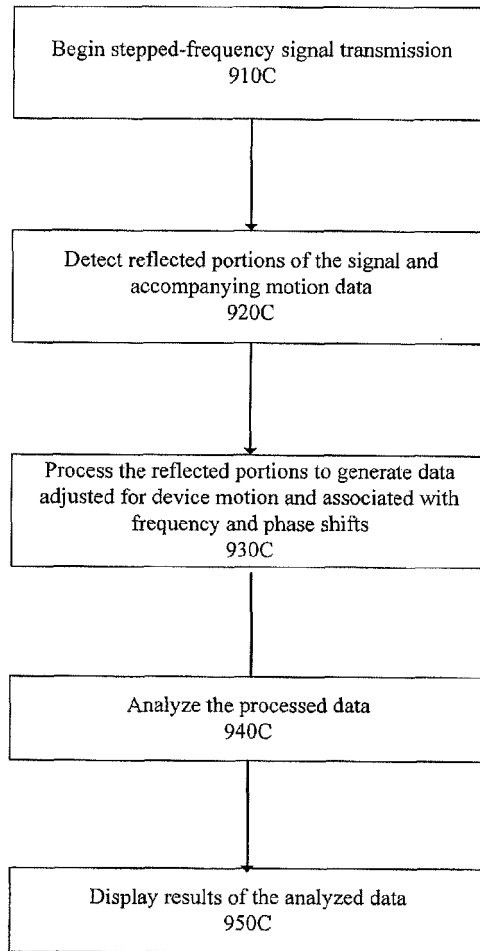 Begin stepped-frequency signal transmission
910C
Detect reflected portions of the signal and
accompanying motion data
920C
Process the reflected portions to generate data
adjusted for device motion and associated with
frequency and phase shifts
930C
Analyze the processed data
940C
Display results of the analyzed data
950C